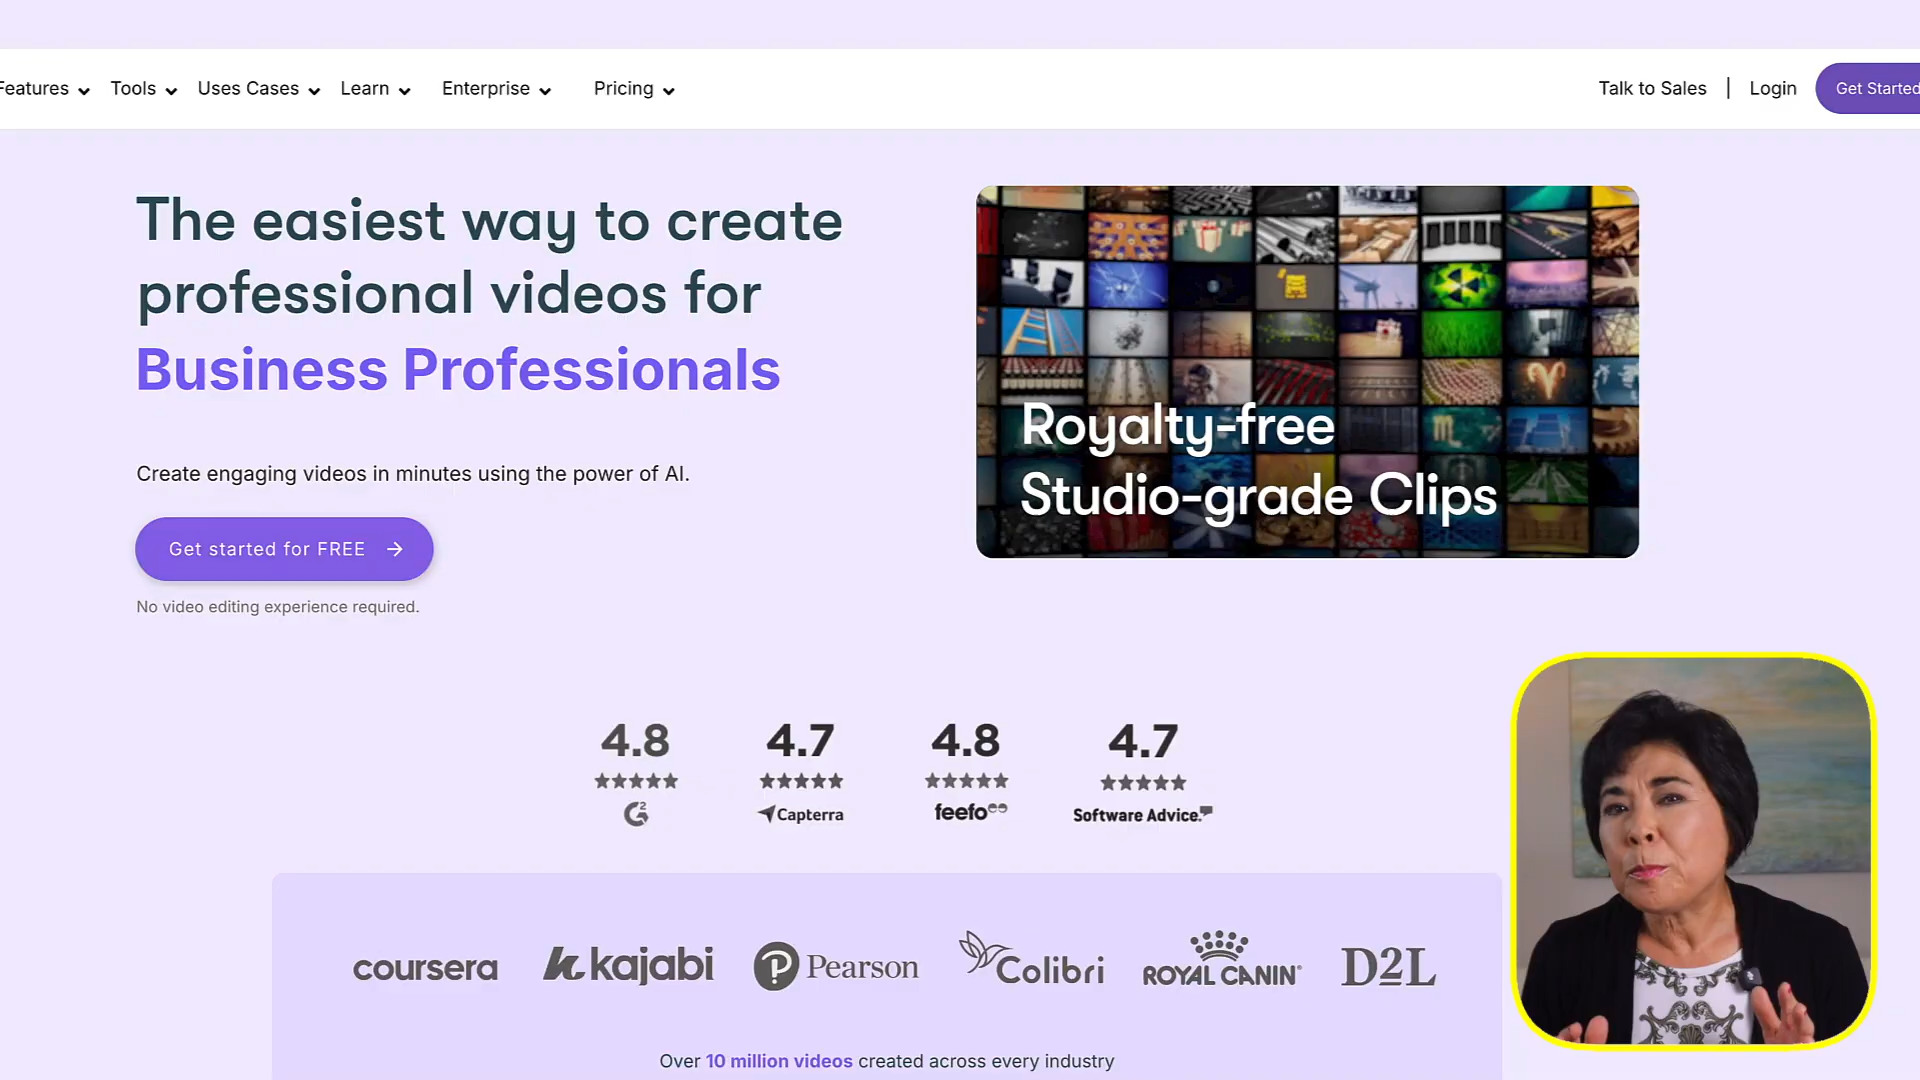 Features Tools Uses Cases Learn Enterprise Pricing Talk to Sales | Login Get Started
The easiest way to create
professional videos for
Business Professionals
Create engaging videos in minutes using the power of AI.
Get started for FREE →
No video editing experience required.
Royalty-free
Studio-grade Clips
4.8 4.7 4.8 4.7
G2 Capterra feefo Software Advice.
coursera kajabi Pearson Colibri ROYAL CANIN® D2L
Over 10 million videos created across every industry